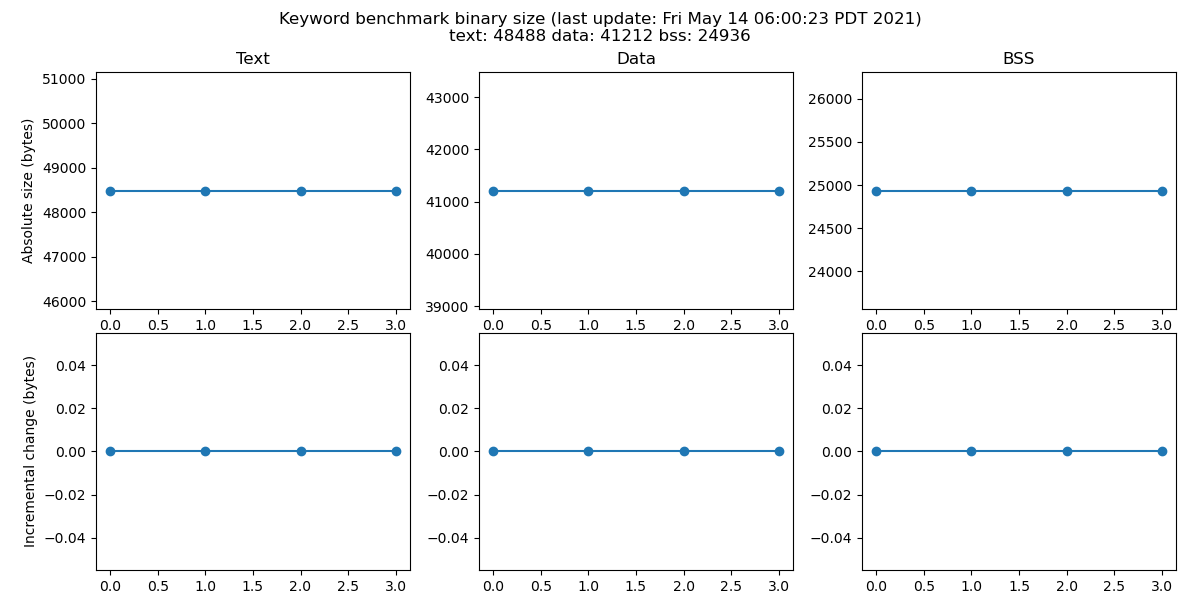 Keyword benchmark binary size (last update: Fri May 14 06:00:23 PDT 2021)
text: 48488 data: 41212 bss: 24936
Text
Absolute size (bytes)
51000
50000
49000
48000
47000
46000
0.0 0.5 1.0 1.5 2.0 2.5 3.0
Data
43000
42000
41000
40000
39000
0.0 0.5 1.0 1.5 2.0 2.5 3.0
BSS
26000
25500
25000
24500
24000
0.0 0.5 1.0 1.5 2.0 2.5 3.0
Incremental change (bytes)
0.04
0.02
0.00
−0.02
−0.04
0.0 0.5 1.0 1.5 2.0 2.5 3.0
0.04
0.02
0.00
−0.02
−0.04
0.0 0.5 1.0 1.5 2.0 2.5 3.0
0.04
0.02
0.00
−0.02
−0.04
0.0 0.5 1.0 1.5 2.0 2.5 3.0